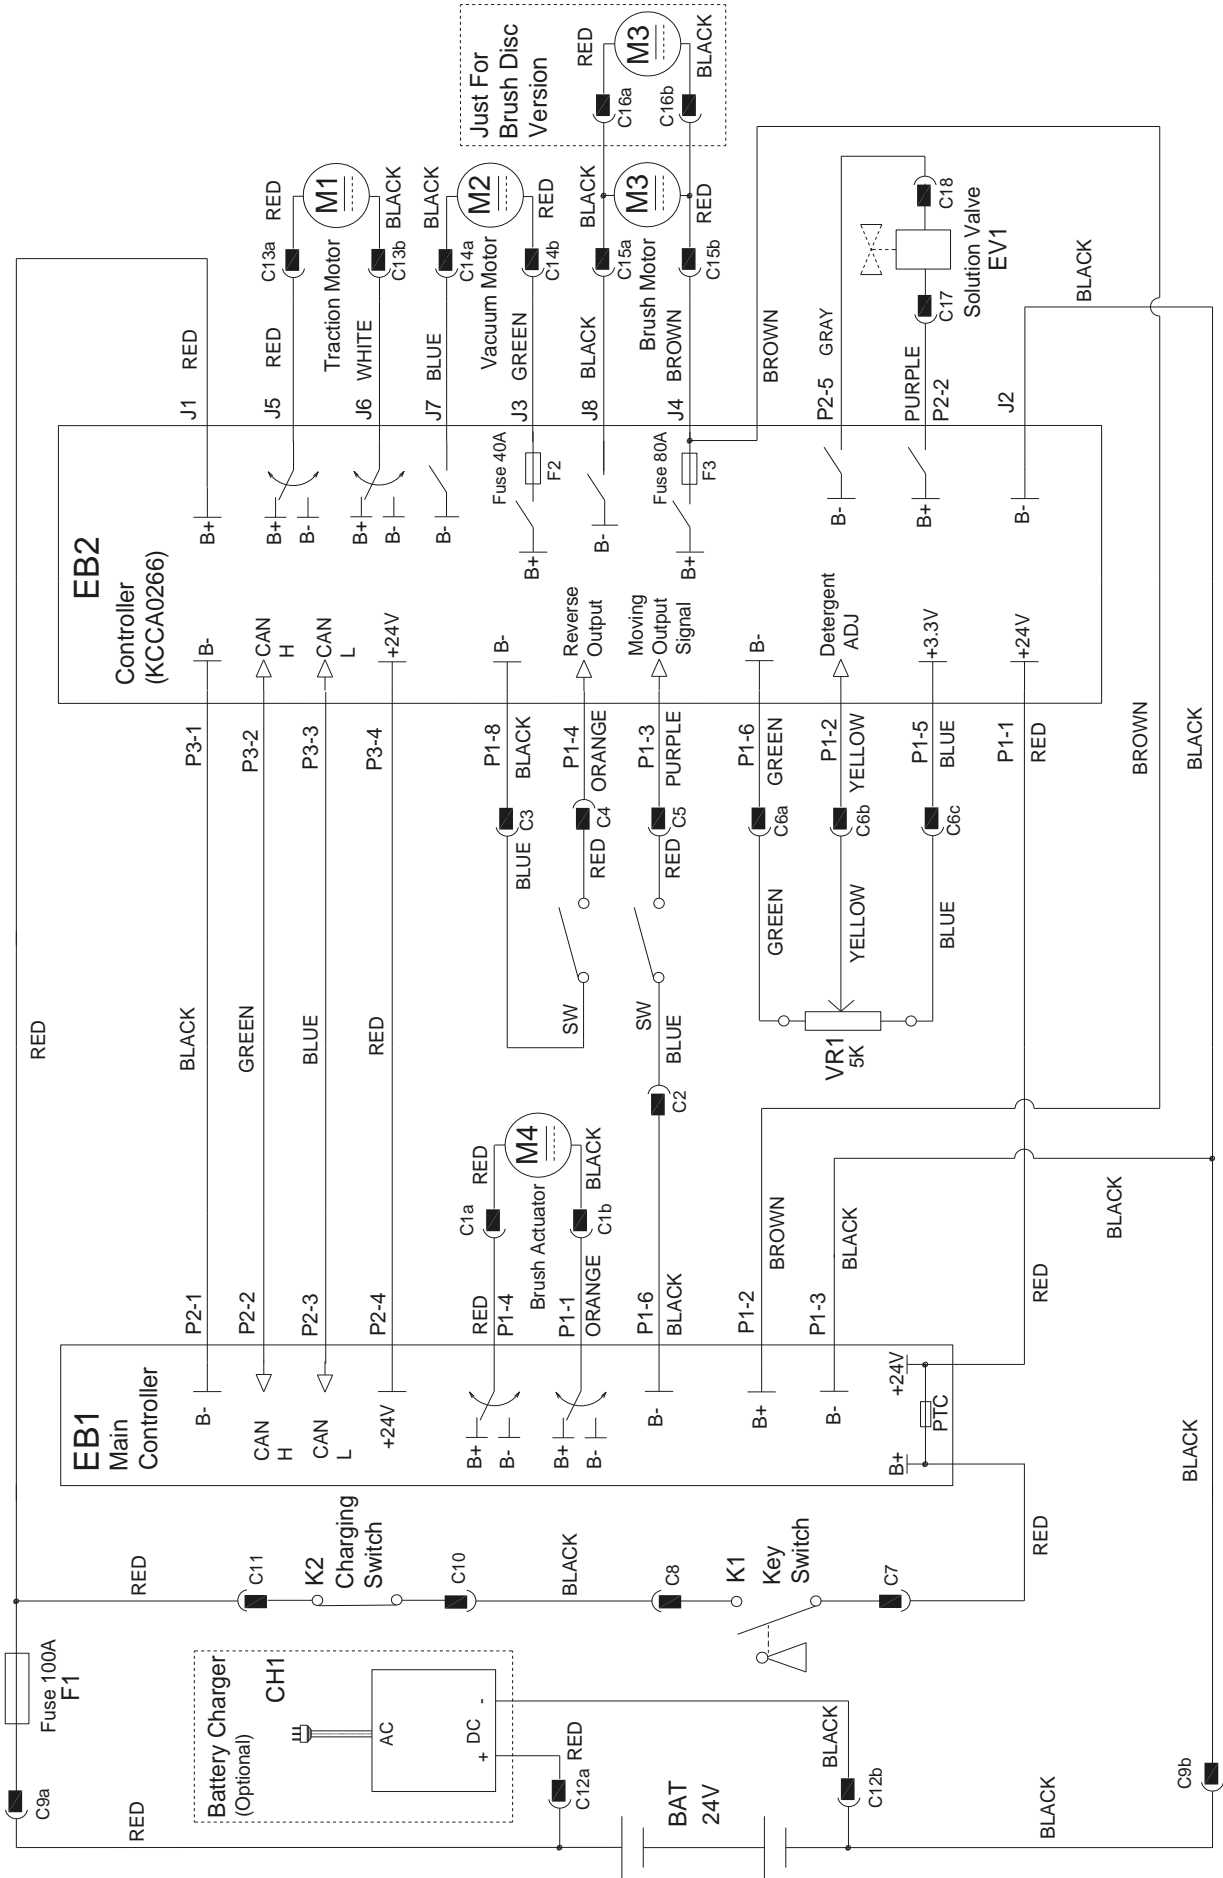 RED
C9a
Fuse 100A
F1
RED
RED
C11
K2
Charging
Switch
C10
BLACK
C8
K1
Key
Switch
C7
RED
Battery Charger
(Optional)
CH1
AC
DC
+
-
RED
C12a
BAT
24V
BLACK
C12b
BLACK
C9b
BLACK
EB1
Main
Controller
B-
CAN
H
CAN
L
+24V
B+
B-
B+
B-
B-
B+
B-
B+
+24V
PTC
P2-1
P2-2
P2-3
P2-4
RED
P1-4
P1-1
ORANGE
P1-6
BLACK
P1-2
P1-3
BROWN
BLACK
RED
BLACK
C1a
RED
Brush Actuator
M4
C1b
BLACK
BLACK
GREEN
BLUE
RED
C2
BLUE
SW
SW
VR1
5K
BLUE
RED
RED
GREEN
YELLOW
BLUE
C3
C4
C5
C6a
C6b
C6c
P3-1
P3-2
P3-3
P3-4
P1-8
BLACK
P1-4
ORANGE
P1-3
PURPLE
P1-6
GREEN
P1-2
YELLOW
P1-5
BLUE
P1-1
RED
BROWN
BLACK
EB2
Controller
(KCCA0266)
B-
CAN
H
CAN
L
+24V
B-
Reverse
Output
Moving
Output
Signal
B-
Detergent
ADJ
+3.3V
+24V
B+
B+
B-
B+
B-
B-
B+
Fuse 40A
F2
B-
B+
Fuse 80A
F3
B-
B+
B-
J1
RED
J5
RED
Traction Motor
J6
WHITE
J7
BLUE
Vacuum Motor
J3
GREEN
J8
BLACK
Brush Motor
J4
BROWN
BROWN
P2-5
GRAY
PURPLE
P2-2
J2
C13a
RED
M1
C13b
BLACK
C14a
BLACK
M2
C14b
RED
C15a
BLACK
M3
C15b
RED
C17
C18
Solution Valve
EV1
BLACK
Just For
Brush Disc
Version
C16a
RED
M3
C16b
BLACK